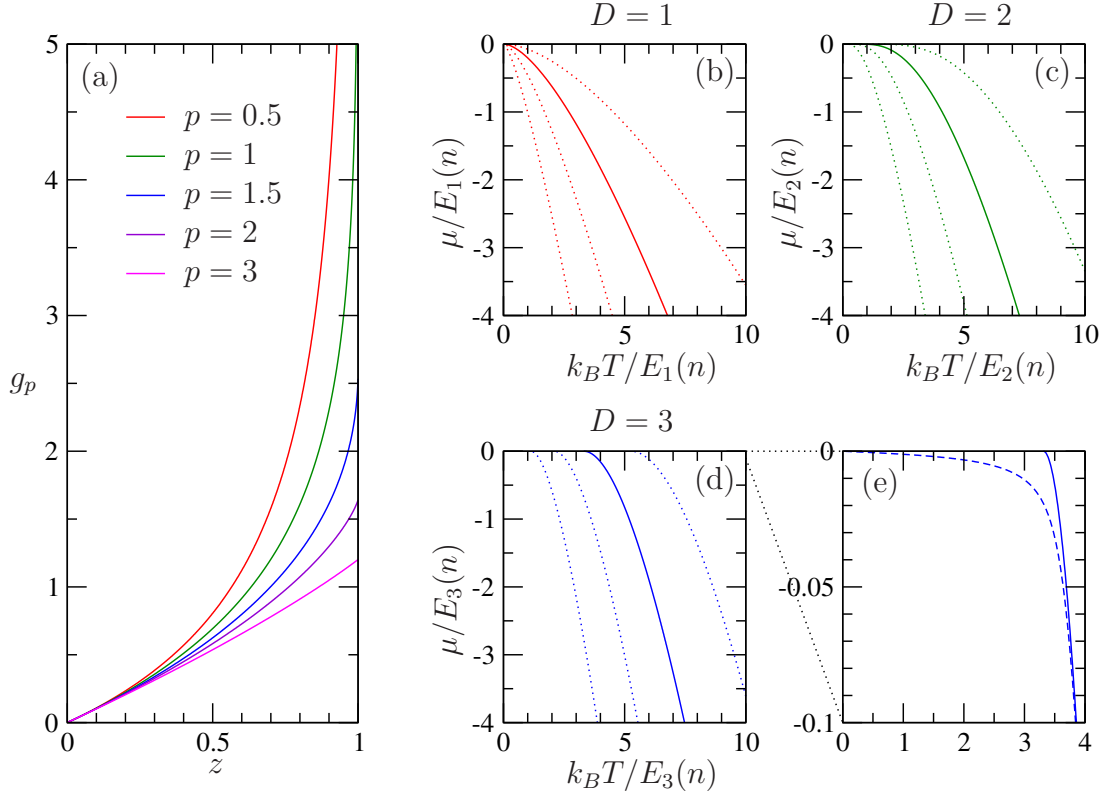 (a)
5
4
3
2
1
0
g_p
0
0.5
1
z
p = 0.5
p = 1
p = 1.5
p = 2
p = 3
D = 1
(b)
0
-1
-2
-3
-4
μ/E_1(n)
0
5
10
k_BT/E_1(n)
D = 2
(c)
0
-1
-2
-3
-4
μ/E_2(n)
0
5
10
k_BT/E_2(n)
D = 3
(d)
0
-1
-2
-3
-4
μ/E_3(n)
0
5
10
k_BT/E_3(n)
(e)
0
-0.05
-0.1
0
1
2
3
4